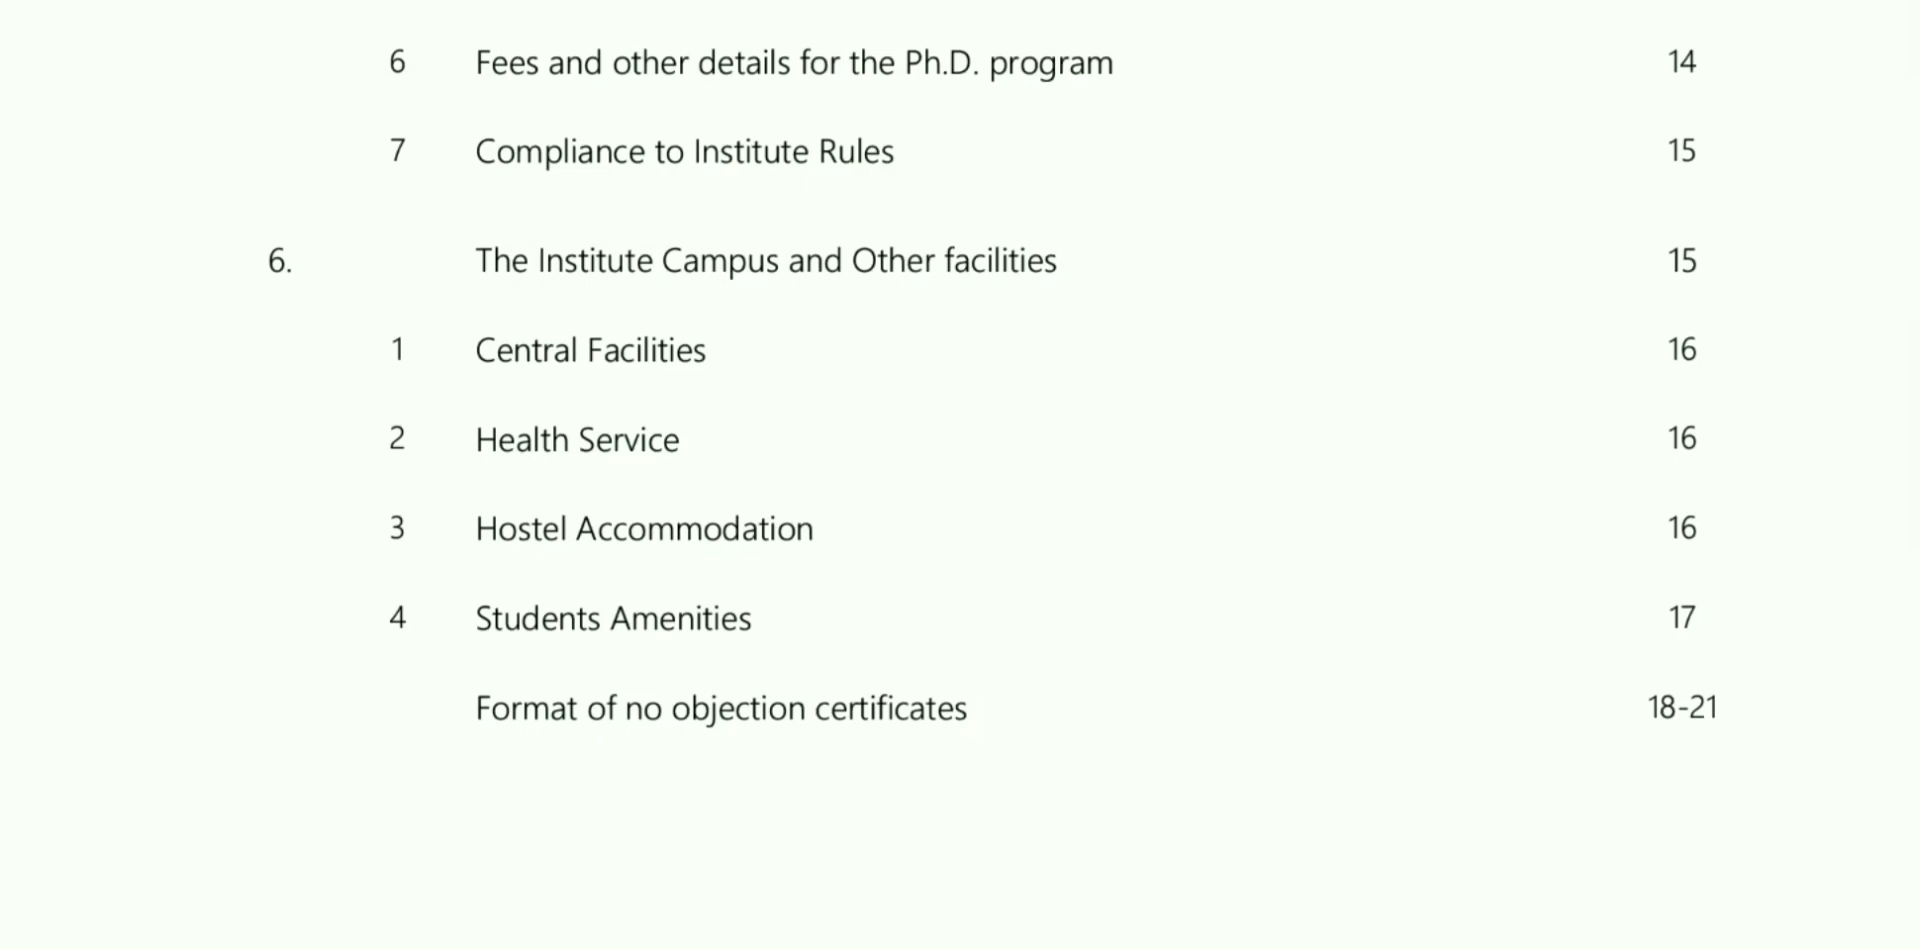 6 Fees and other details for the Ph.D. program 14
7 Compliance to Institute Rules 15
6. The Institute Campus and Other facilities 15
1 Central Facilities 16
2 Health Service 16
3 Hostel Accommodation 16
4 Students Amenities 17
Format of no objection certificates 18-21